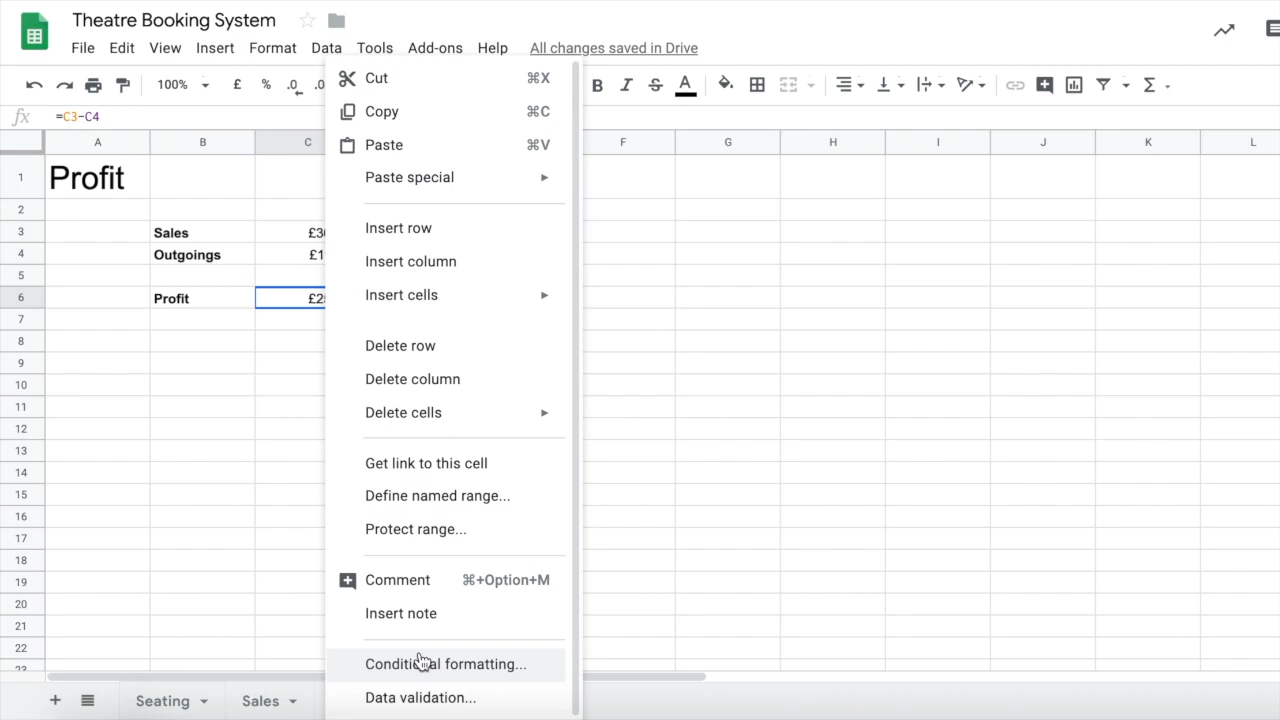 Theatre Booking System
File Edit View Insert Format Data Tools Add-ons Help All changes saved in Drive
100% £ % .0 .0 B I S A Σ
fx =C3-C4
A B C F G H I J K L
1 Profit
2
3 Sales
4 Outgoings
5
6 Profit
7
8
9
10
11
12
13
14
15
16
17
18
19
20
21
22
Cut ⌘X
Copy ⌘C
Paste ⌘V
Paste special ►
Insert row
Insert column
Insert cells ►
Delete row
Delete column
Delete cells ►
Get link to this cell
Define named range...
Protect range...
Comment ⌘+Option+M
Insert note
Conditional formatting...
Data validation...
+ Seating Sales